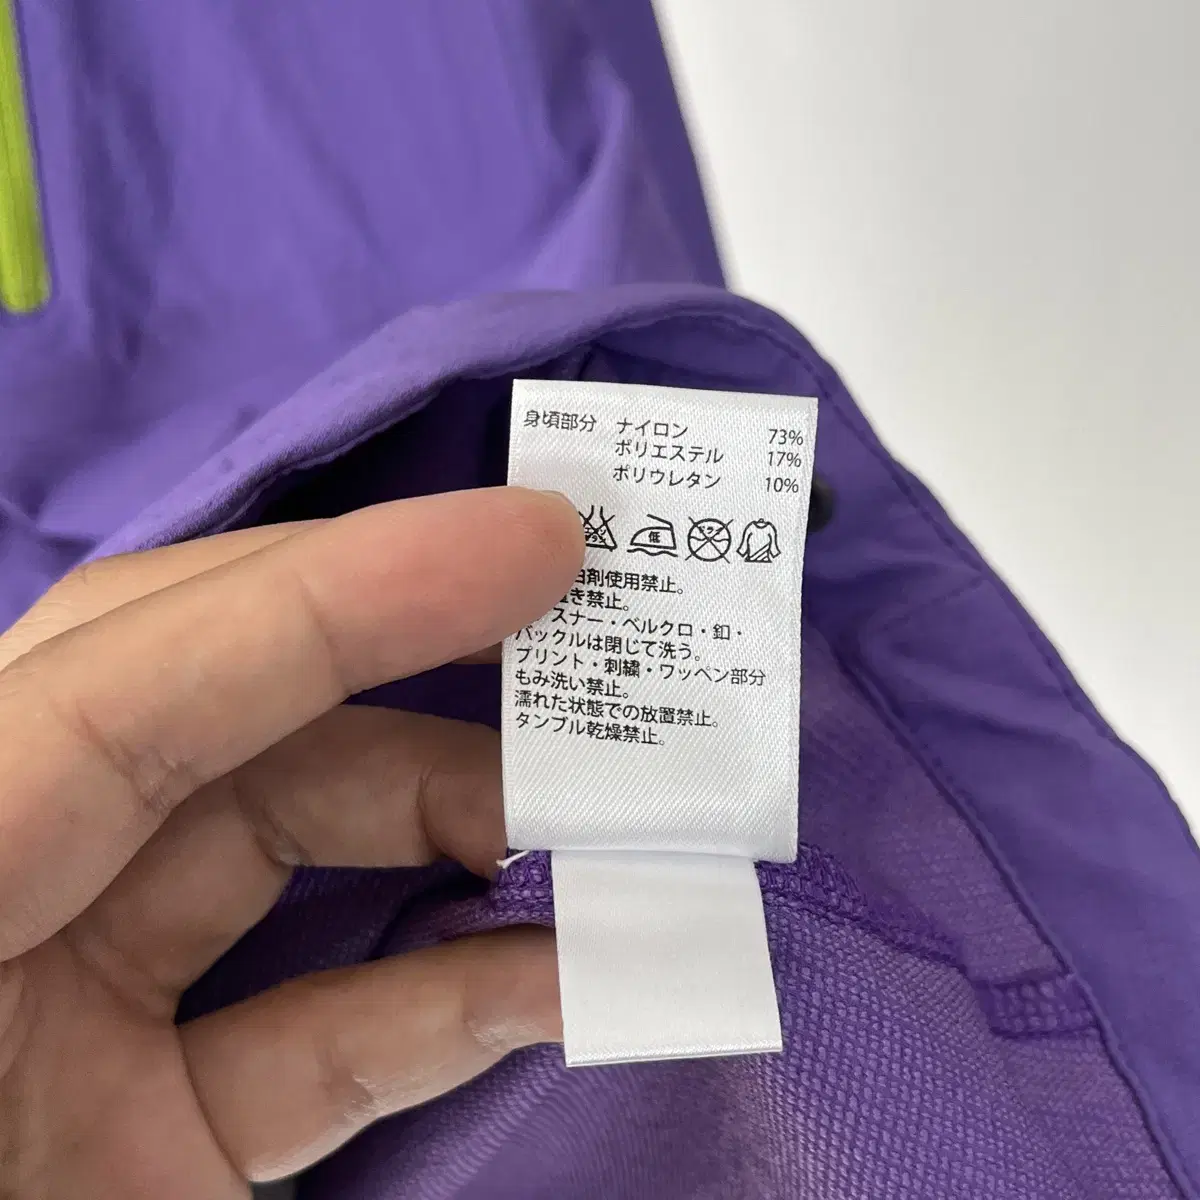 身頃部分 ナイロン 73%
ポリエステル 17%
ポリウレタン 10%
低 ドライ
白剤使用禁止。
き禁止。
スナー・ベルクロ・釦・
バックルは閉じて洗う。
プリント・刺繍・ワッペン部分
もみ洗い禁止。
濡れた状態での放置禁止。
タンブル乾燥禁止。